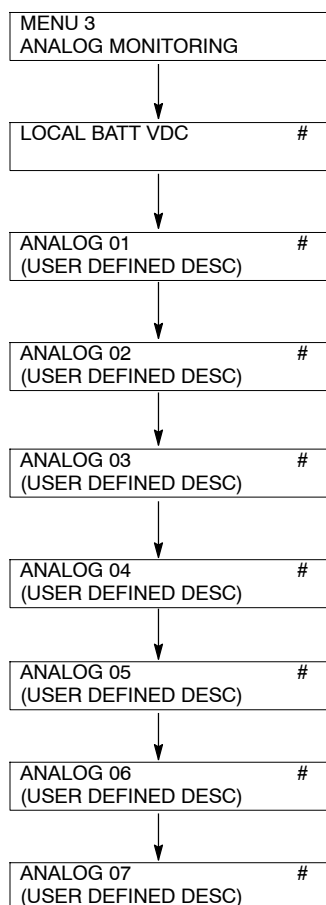 MENU 3
ANALOG MONITORING
LOCAL BATT VDC #
ANALOG 01 #
(USER DEFINED DESC)
ANALOG 02 #
(USER DEFINED DESC)
ANALOG 03 #
(USER DEFINED DESC)
ANALOG 04 #
(USER DEFINED DESC)
ANALOG 05 #
(USER DEFINED DESC)
ANALOG 06 #
(USER DEFINED DESC)
ANALOG 07 #
(USER DEFINED DESC)